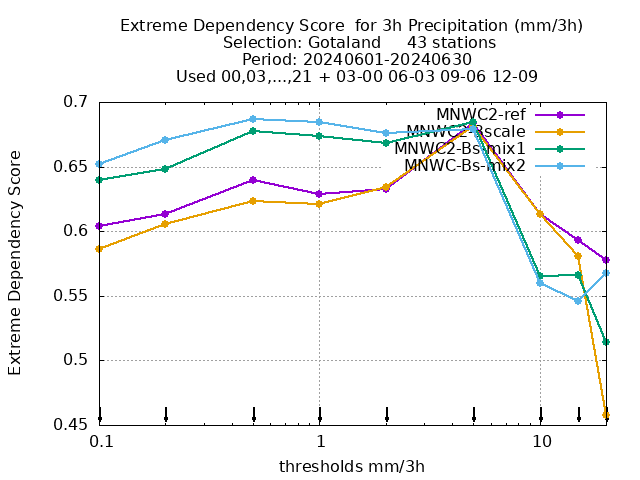 Extreme Dependency Score  for 3h Precipitation (mm/3h)
Selection: Gotaland     43 stations
Period: 20240601-20240630
Used 00,03,...,21 + 03-00 06-03 09-06 12-09
MNWC2-ref
MNWC2-Bscale
MNWC2-Bs-mix1
MNWC-Bs-mix2
Extreme Dependency Score
0.7
0.65
0.6
0.55
0.5
0.45
0.1 1 10
thresholds mm/3h